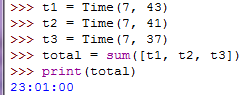 >>> t1 = Time(7, 43)
>>> t2 = Time(7, 41)
>>> t3 = Time(7, 37)
>>> total = sum([t1, t2, t3])
>>> print(total)
23:01:00